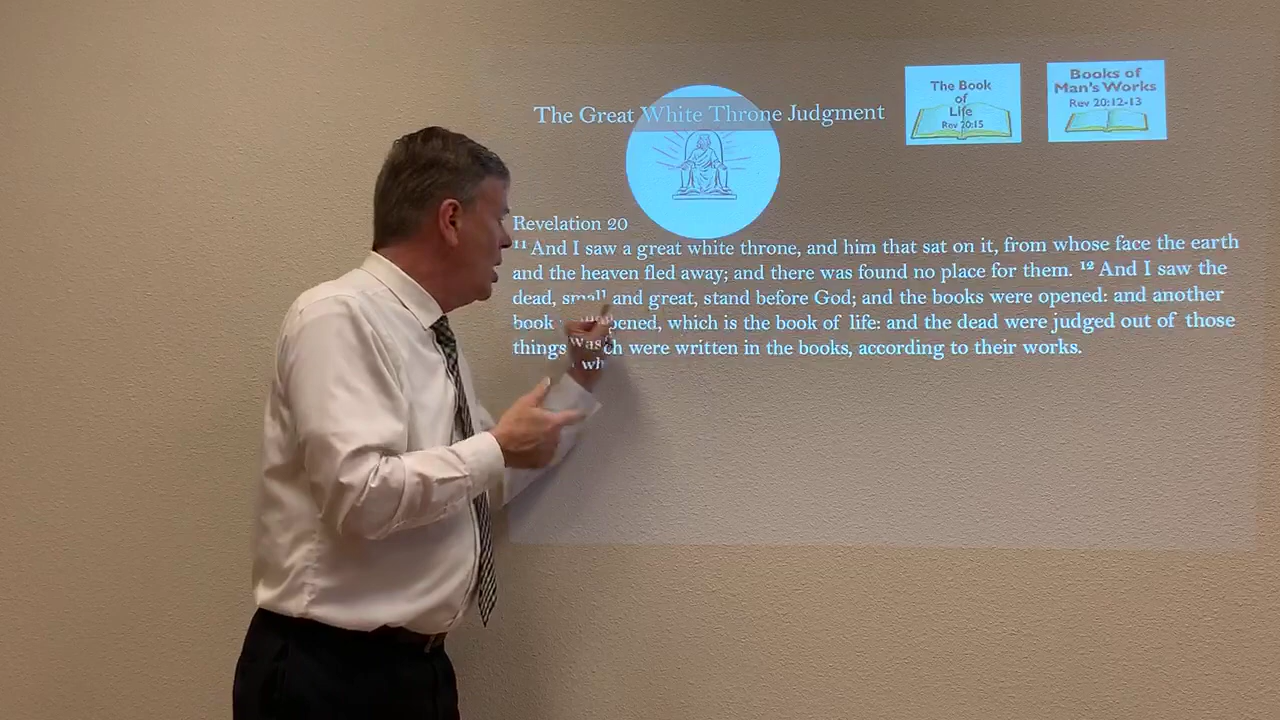 The Great White Throne Judgment
The Book
of
Life
Rev 20:15
Books of
Man's Works
Rev 20:12-13
Revelation 20
11 And I saw a great white throne, and him that sat on it, from whose face the earth
and the heaven fled away; and there was found no place for them. 12 And I saw the
dead, small and great, stand before God; and the books were opened: and another
book was opened, which is the book of life: and the dead were judged out of those
things which were written in the books, according to their works.